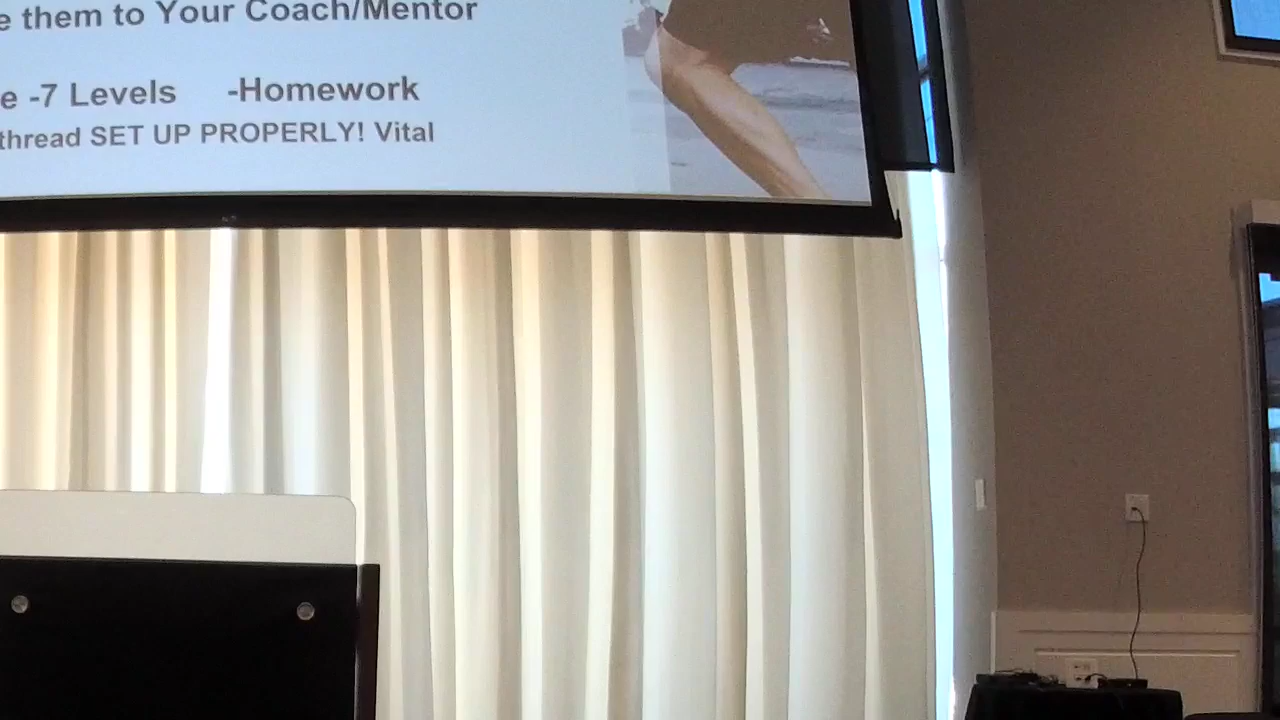 e them to Your Coach/Mentor
e -7 Levels -Homework
thread SET UP PROPERLY! Vital